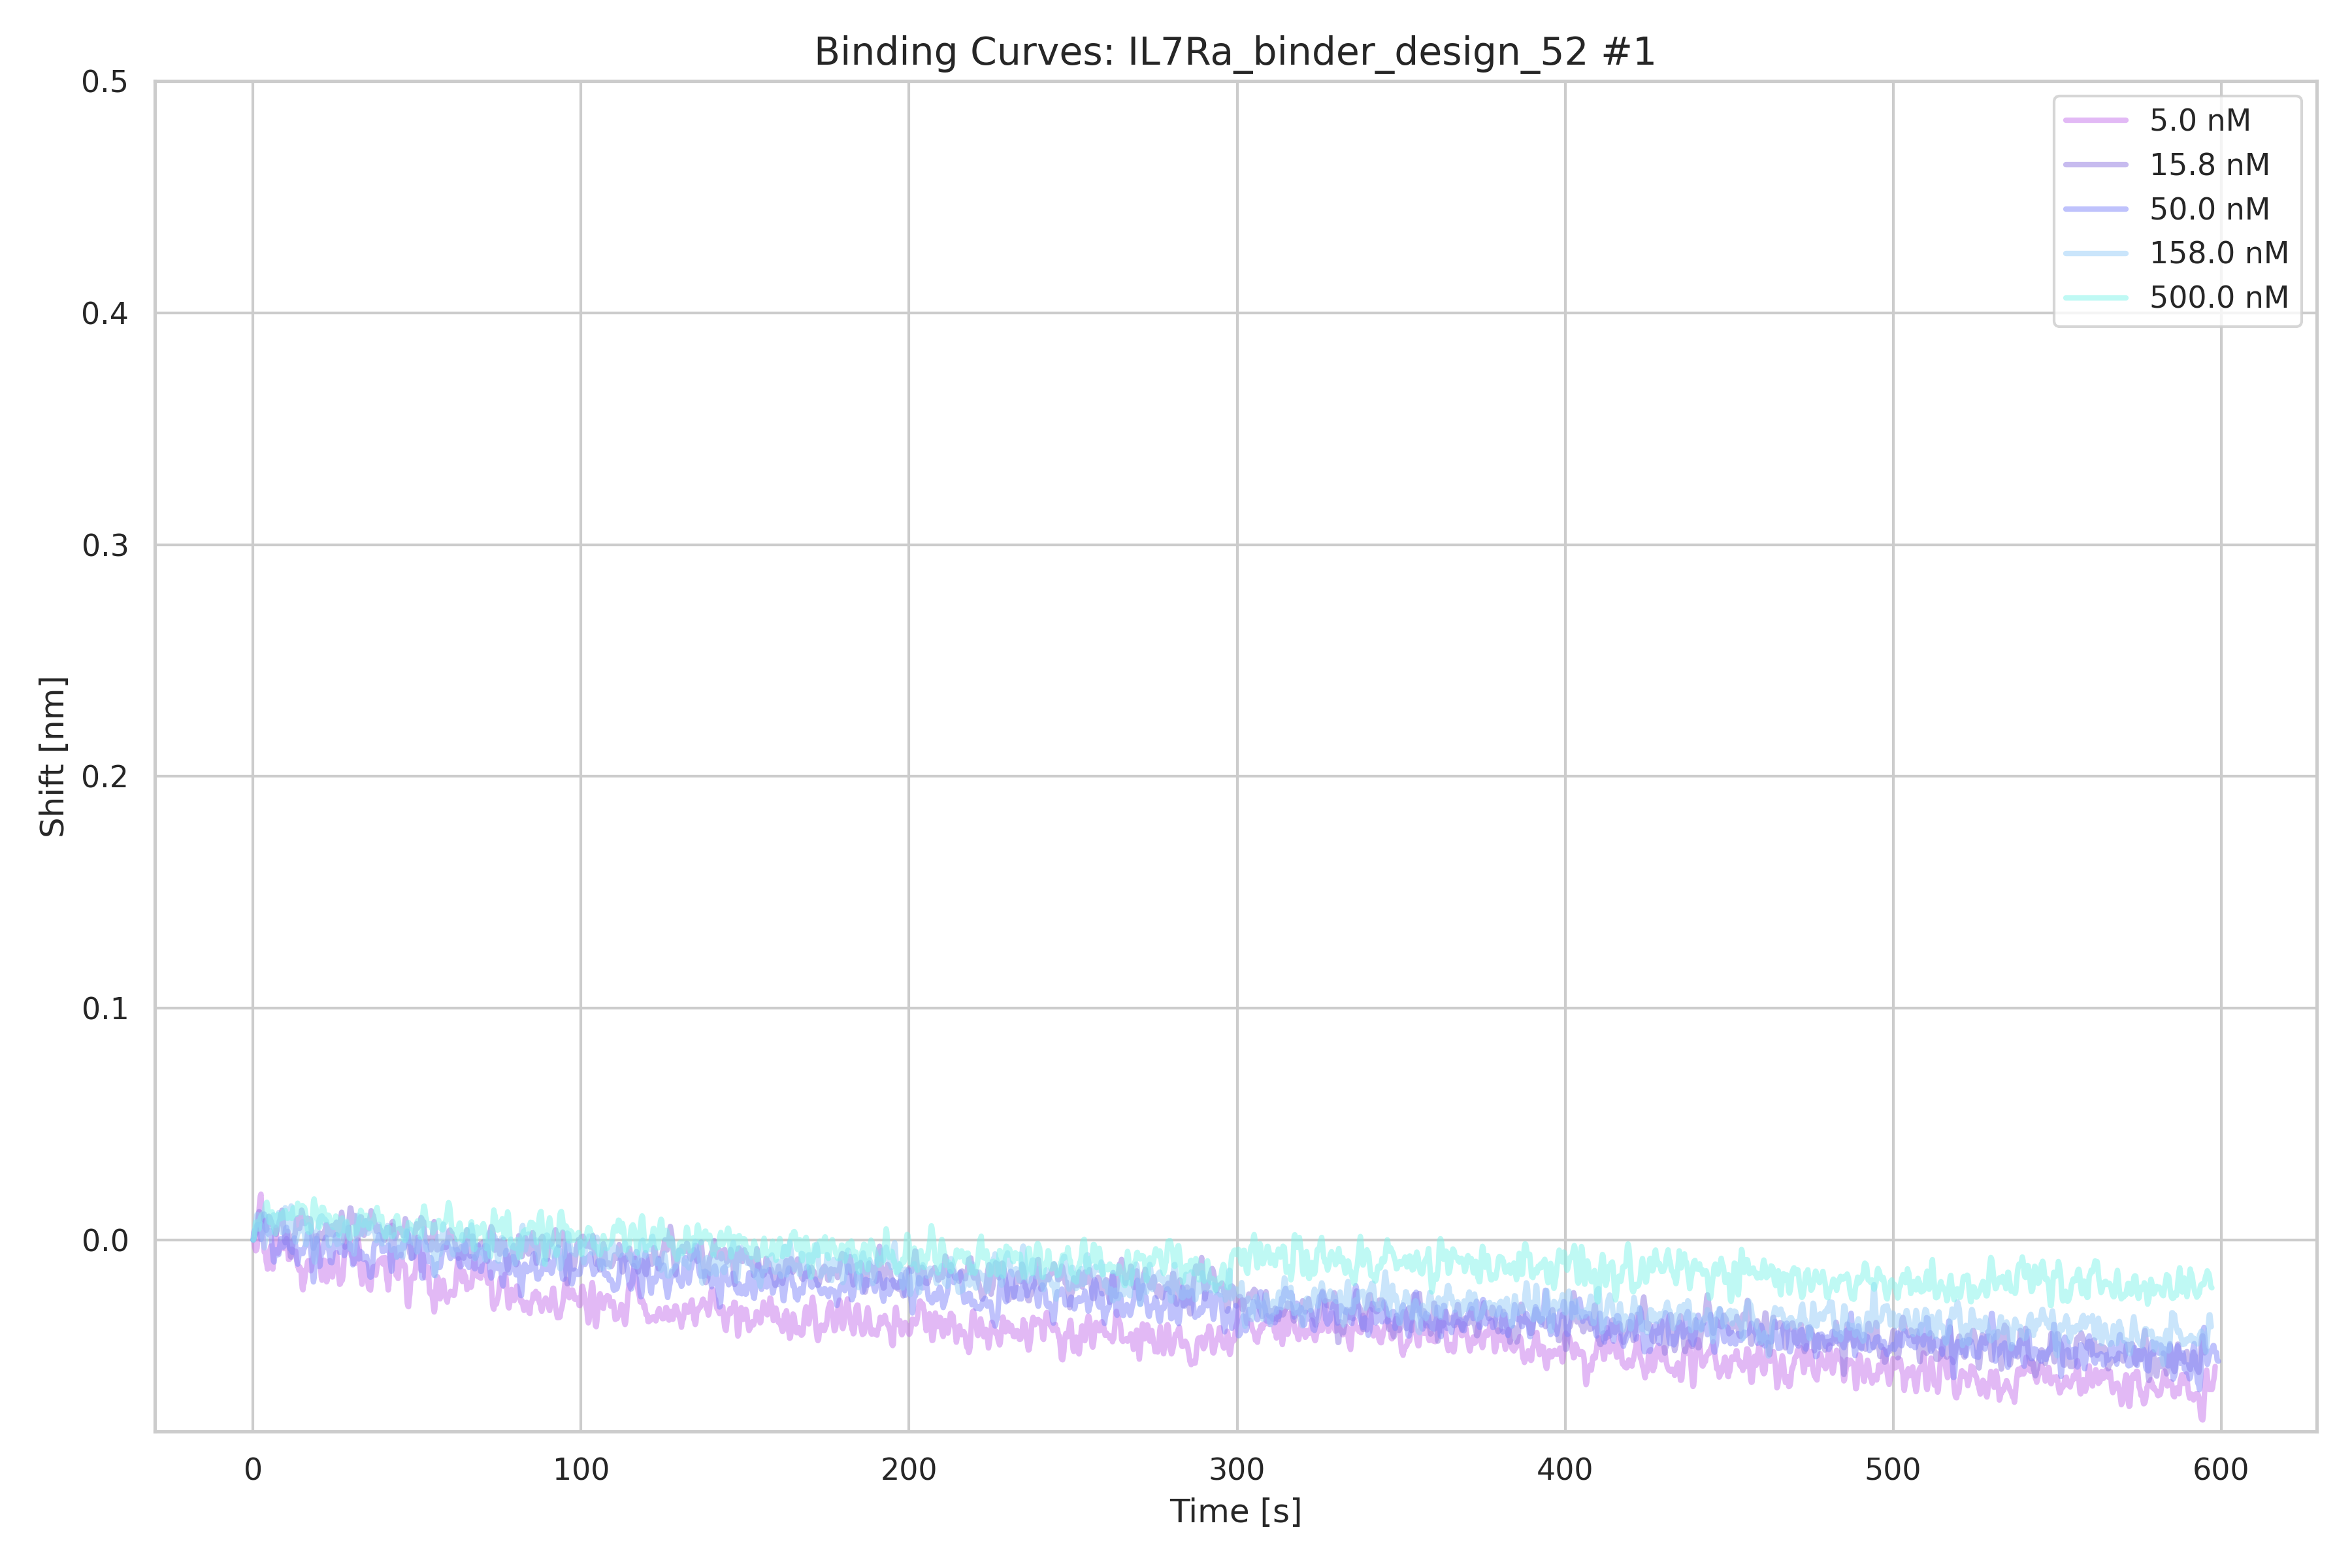 Binding Curves: IL7Ra_binder_design_52 #1
0.5
0.4
0.3
0.2
0.1
0.0
Shift [nm]
5.0 nM
15.8 nM
50.0 nM
158.0 nM
500.0 nM
0 100 200 300 400 500 600
Time [s]